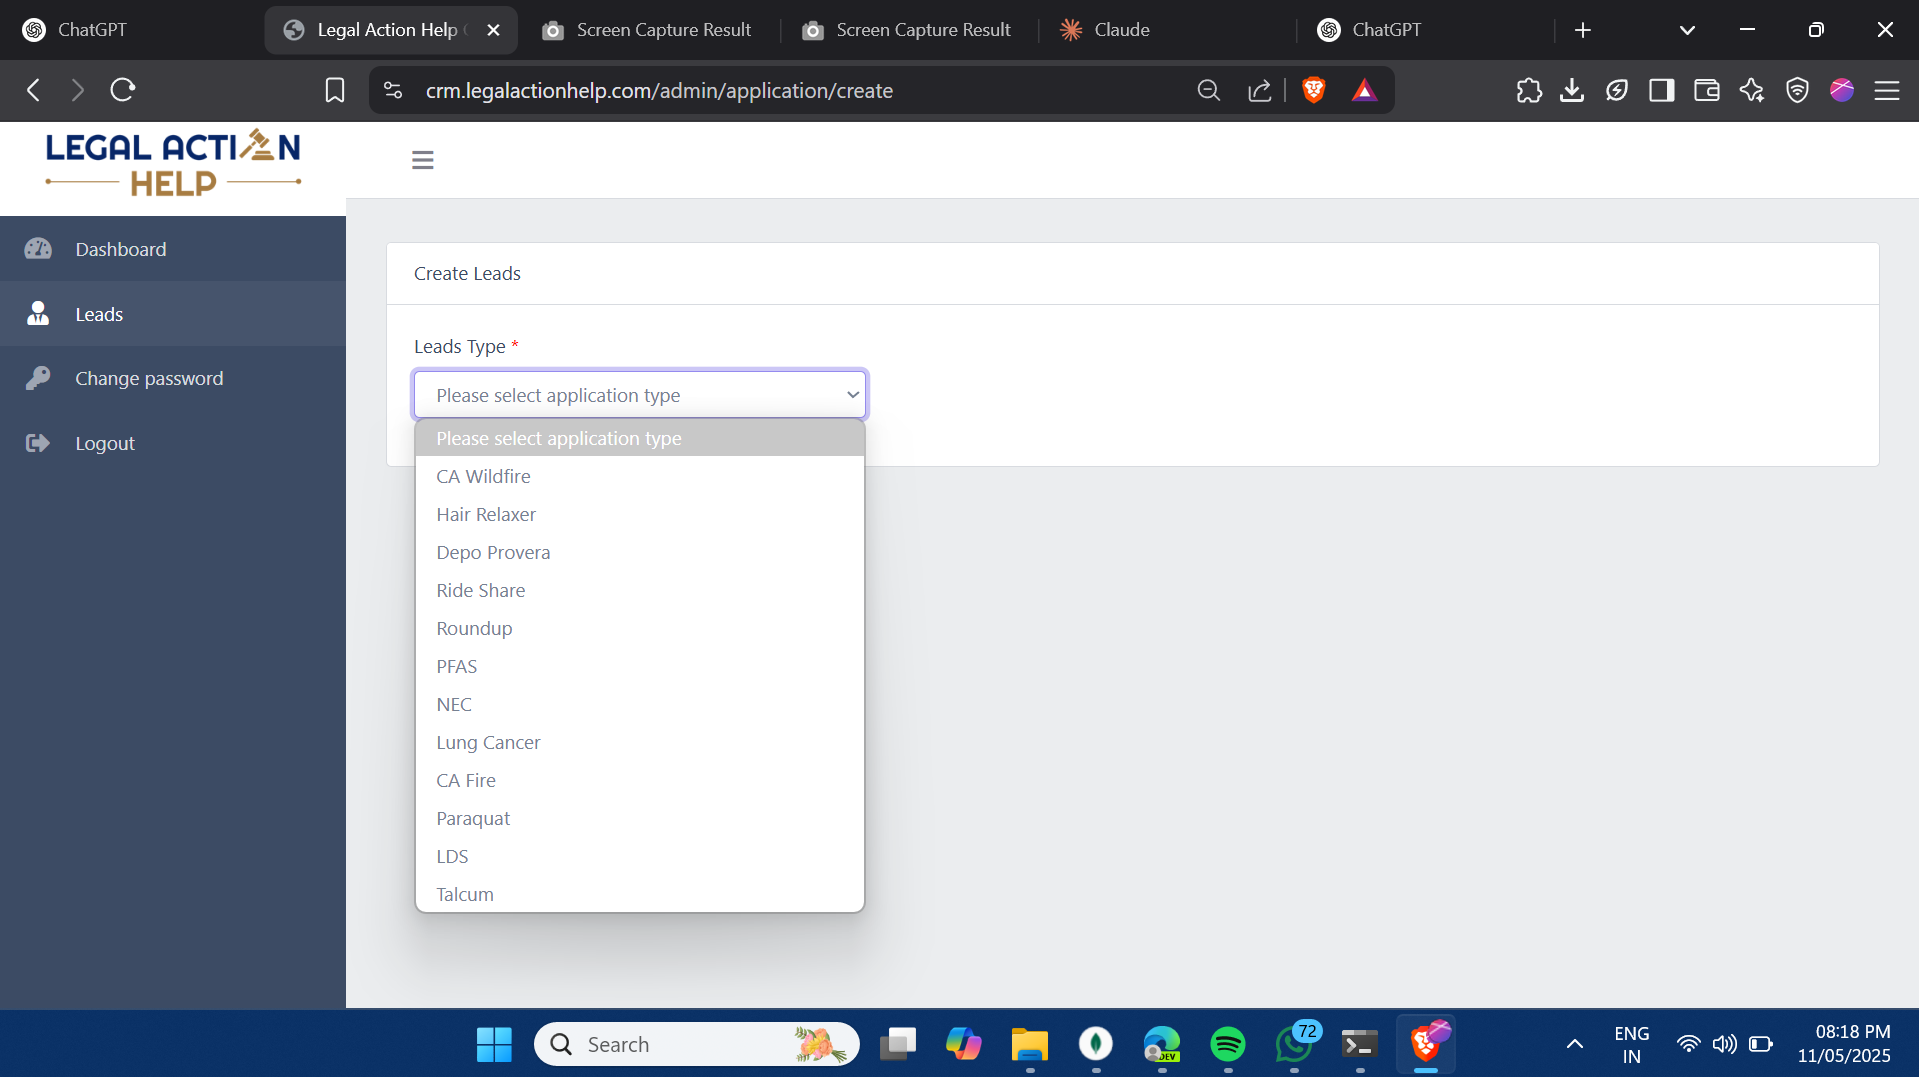 ChatGPT
Legal Action Help
Screen Capture Result
Screen Capture Result
Claude
ChatGPT
crm.legalactionhelp.com/admin/application/create
LEGAL ACTION
HELP
Dashboard
Leads
Change password
Logout
Create Leads
Leads Type *
Please select application type
Please select application type
CA Wildfire
Hair Relaxer
Depo Provera
Ride Share
Roundup
PFAS
NEC
Lung Cancer
CA Fire
Paraquat
LDS
Talcum
Search
DEV
72
ENG
IN
08:18 PM
11/05/2025